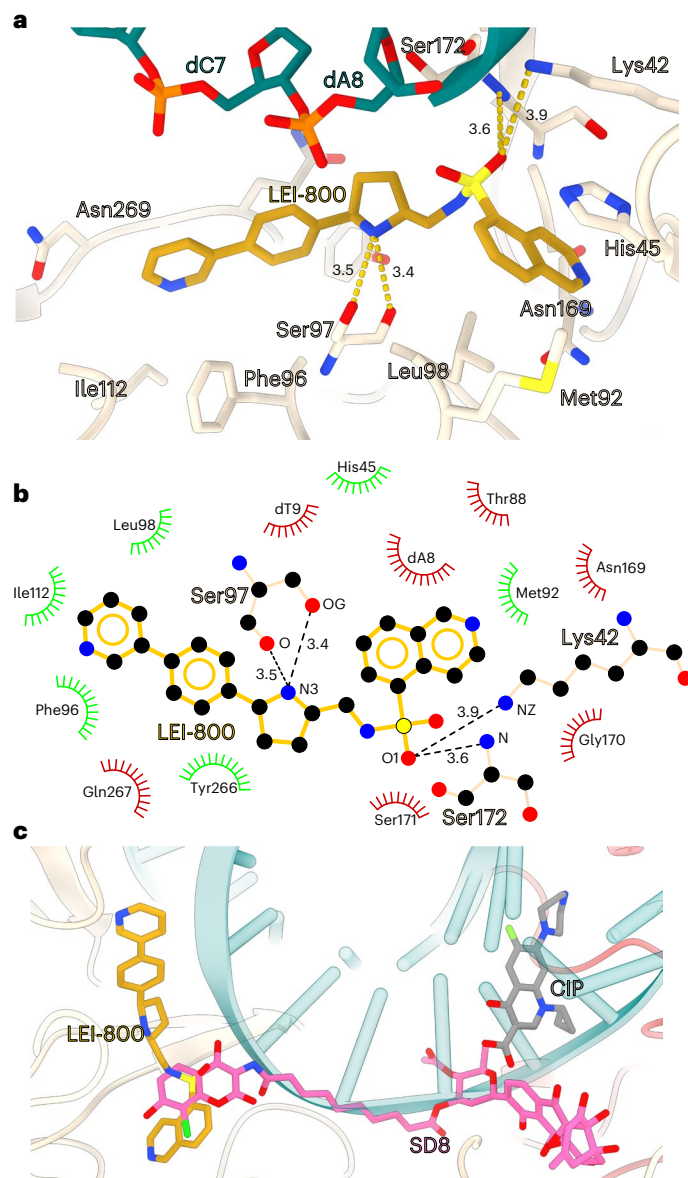 a
Ser172
dC7
dA8
Lys42
3.6
3.9
LEI-800
Asn269
His45
3.5
3.4
Asn169
Ser97
Leu98
Phe96
Ile112
Met92
b
His45
dT9
Thr88
Leu98
dA8
Asn169
Ile112
Ser97
Met92
OG
Lys42
O
3.4
3.5
N3
Phe96
3.9
NZ
LEI-800
N
Gly170
O1
3.6
Gln267
Tyr266
Ser171
Ser172
c
CIP
LEI-800
SD8